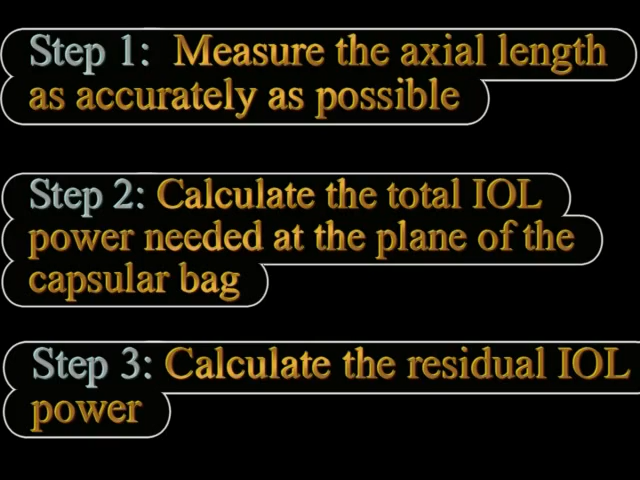 Step 1: Measure the axial length
as accurately as possible
Step 2: Calculate the total IOL
power needed at the plane of the
capsular bag
Step 3: Calculate the residual IOL
power